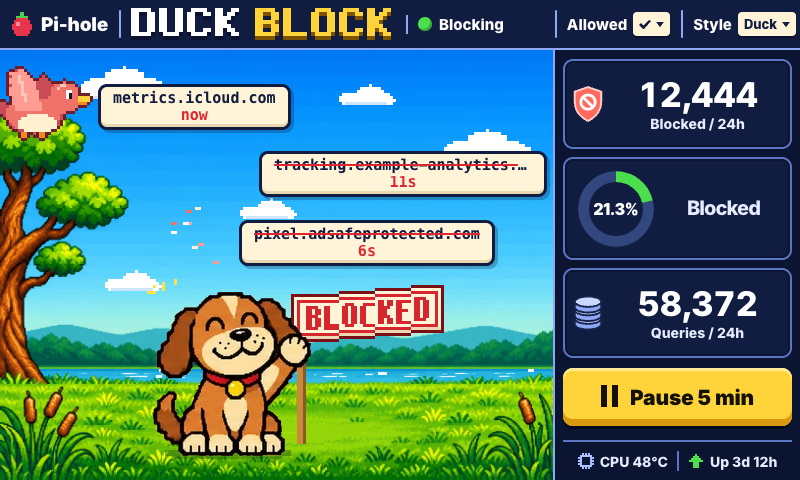 Pi-hole
DUCK BLOCK
Blocking
Allowed
Style
Duck
metrics.icloud.com
now
tracking.example-analytics.…
11s
pixel.adsafeprotected.com
6s
BLOCKED
12,444
Blocked / 24h
21.3%
Blocked
58,372
Queries / 24h
Pause 5 min
CPU 48°C
Up 3d 12h